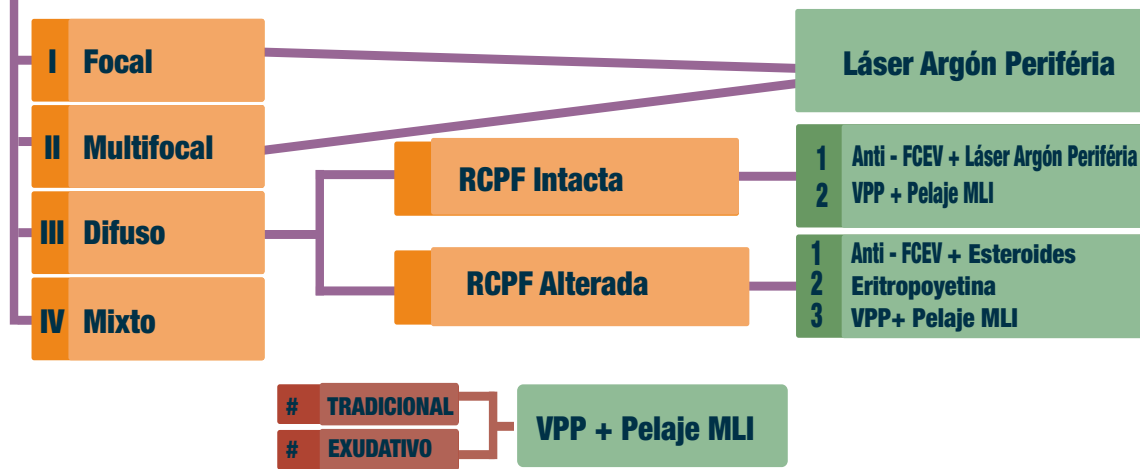 I Focal
Láser Argón Periféria
II Multifocal
RCPF Intacta
1 Anti - FCEV + Láser Argón Periféria
2 VPP + Pelaje MLI
III Difuso
RCPF Alterada
1 Anti - FCEV + Esteroides
2 Eritropoyetina
3 VPP+ Pelaje MLI
IV Mixto
# TRADICIONAL
# EXUDATIVO
VPP + Pelaje MLI